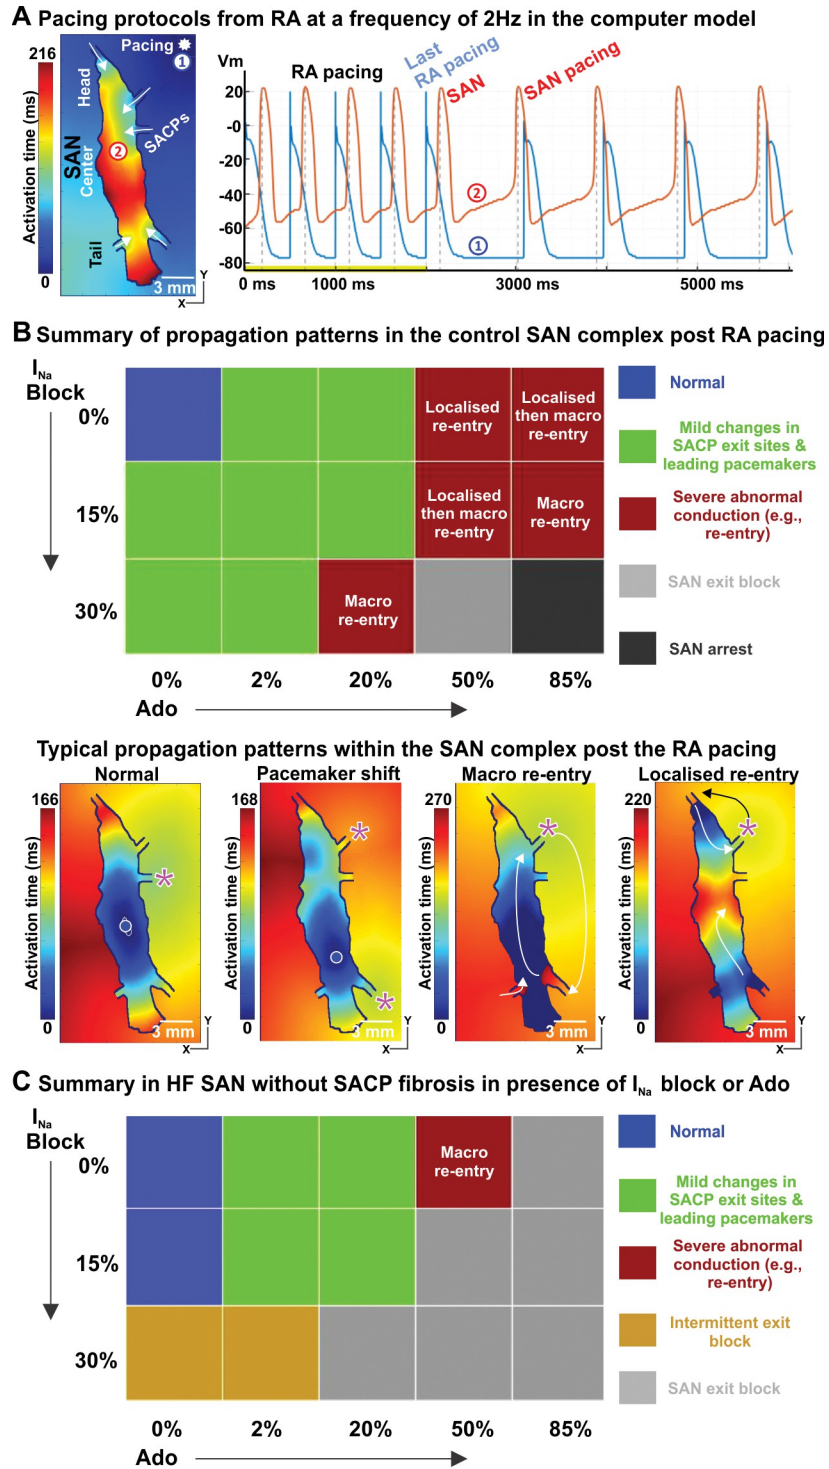 A Pacing protocols from RA at a frequency of 2Hz in the computer model
216
Activation time (ms)
0
Pacing
1
Head
SACPs
SAN
Center
2
Tail
3 mm
Y
X
Vm
20
-0
-20
-40
-60
-80
RA pacing
Last
RA pacing
SAN
SAN pacing
2
1
0 ms
1000 ms
3000 ms
5000 ms
B Summary of propagation patterns in the control SAN complex post RA pacing
INa
Block
0%
15%
30%
Localised
re-entry
Localised
then macro
re-entry
Localised
then macro
re-entry
Macro
re-entry
Macro
re-entry
0%
2%
20%
50%
85%
Ado
Normal
Mild changes in
SACP exit sites &
leading pacemakers
Severe abnormal
conduction (e.g.,
re-entry)
SAN exit block
SAN arrest
Typical propagation patterns within the SAN complex post the RA pacing
Normal
166
Activation time (ms)
0
*
3 mm
Y
X
Pacemaker shift
168
Activation time (ms)
0
*
*
3 mm
Y
X
Macro re-entry
270
Activation time (ms)
0
*
3 mm
Y
X
Localised re-entry
220
Activation time (ms)
0
*
3 mm
Y
X
C Summary in HF SAN without SACP fibrosis in presence of INa block or Ado
INa
Block
0%
15%
30%
Macro
re-entry
0%
2%
20%
50%
85%
Ado
Normal
Mild changes in
SACP exit sites &
leading pacemakers
Severe abnormal
conduction (e.g.,
re-entry)
Intermittent exit
block
SAN exit block